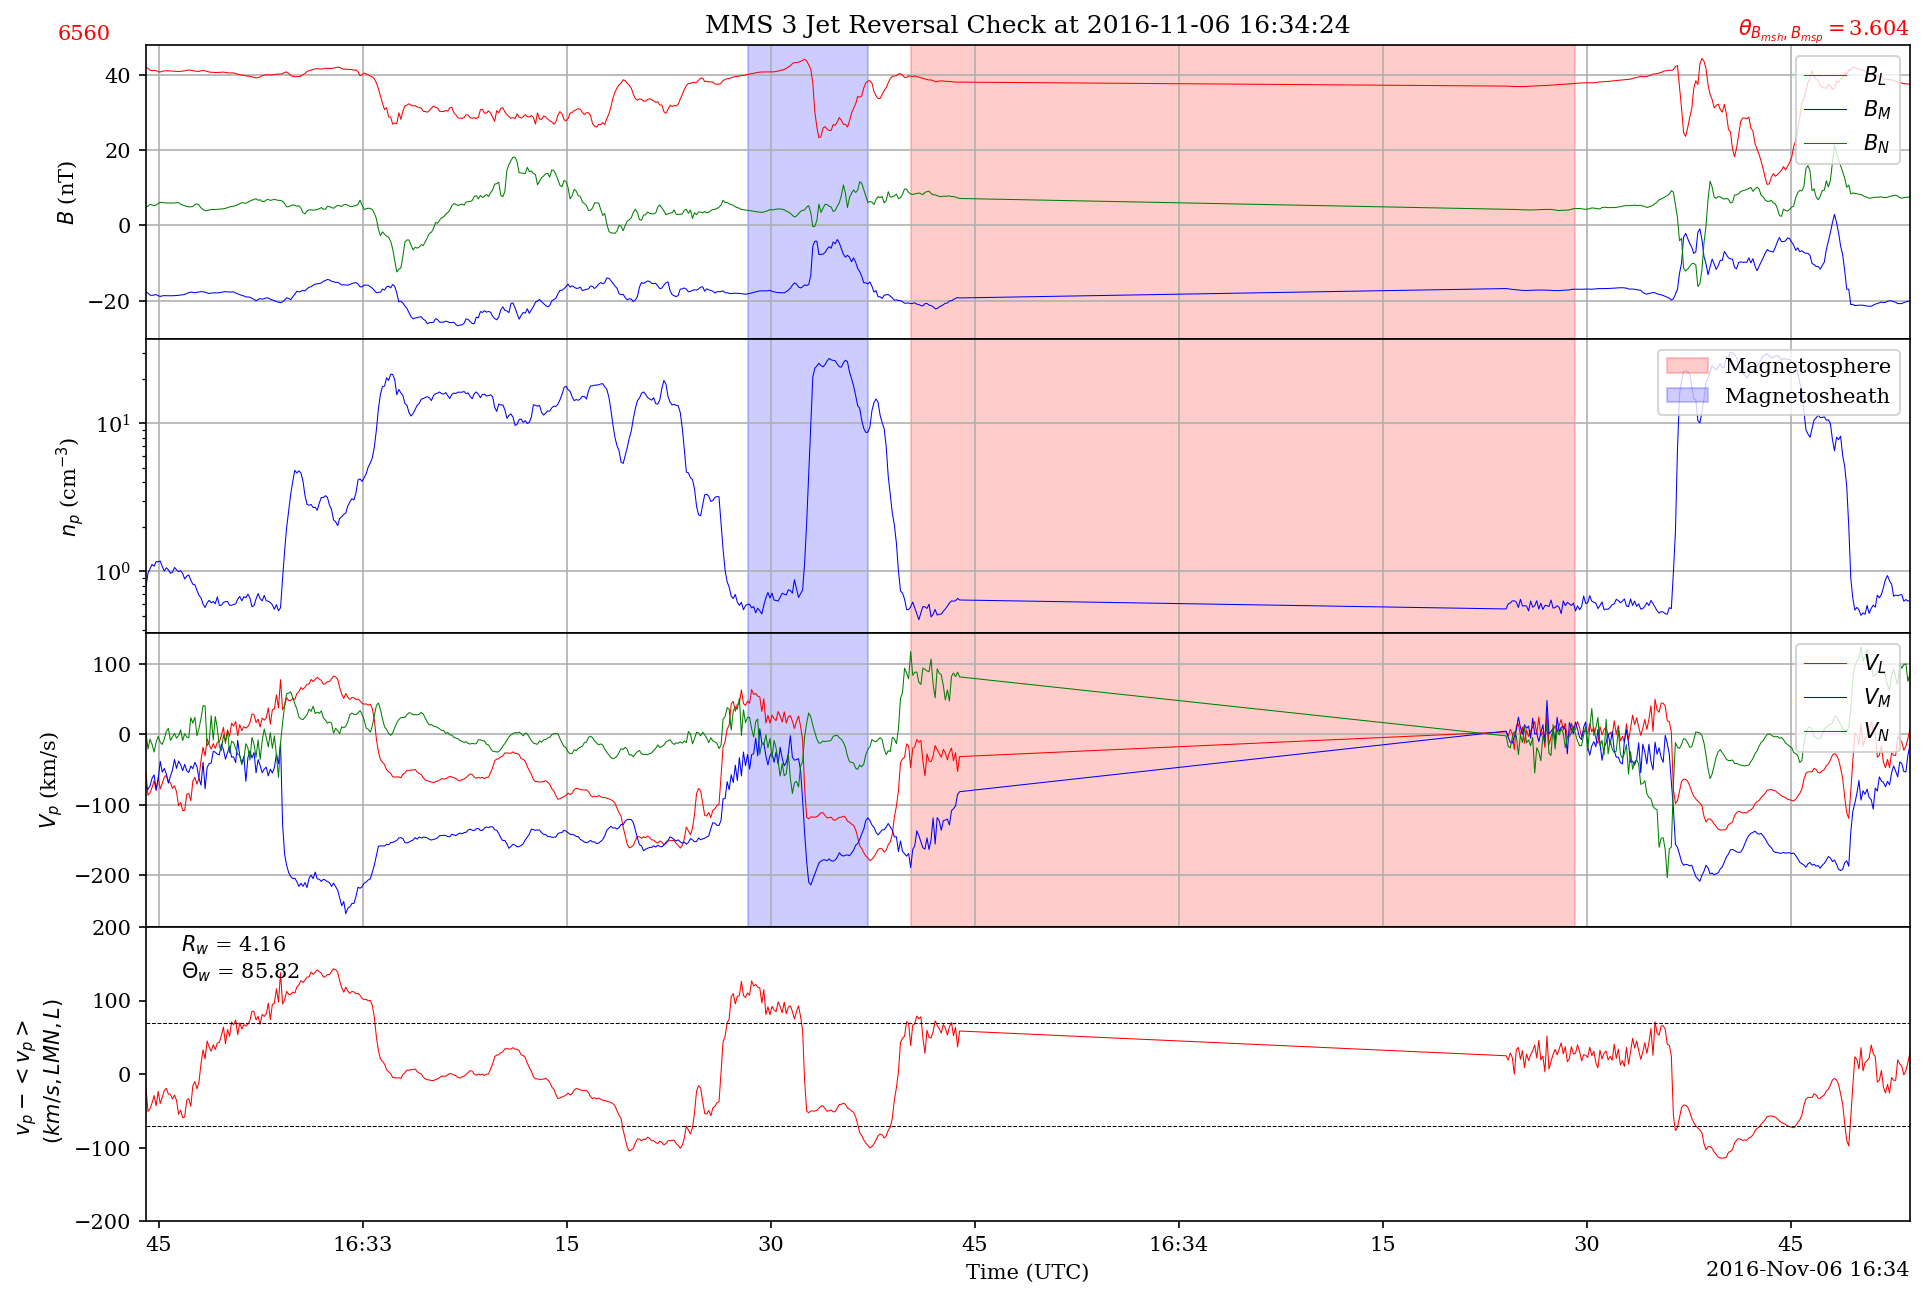 6560
MMS 3 Jet Reversal Check at 2016-11-06 16:34:24
θ_{B_{msh}, B_{msp}} = 3.604
40
20
0
−20
B (nT)
B_L
B_M
B_N
10^1
10^0
n_p (cm^{−3})
Magnetosphere
Magnetosheath
100
0
−100
−200
V_p (km/s)
V_L
V_M
V_N
200
100
0
−100
−200
v_p − < v_p >
(km/s, LMN, L)
R_w = 4.16
Θ_w = 85.82
45 16:33 15 30 45 16:34 15 30 45
Time (UTC)
2016-Nov-06 16:34